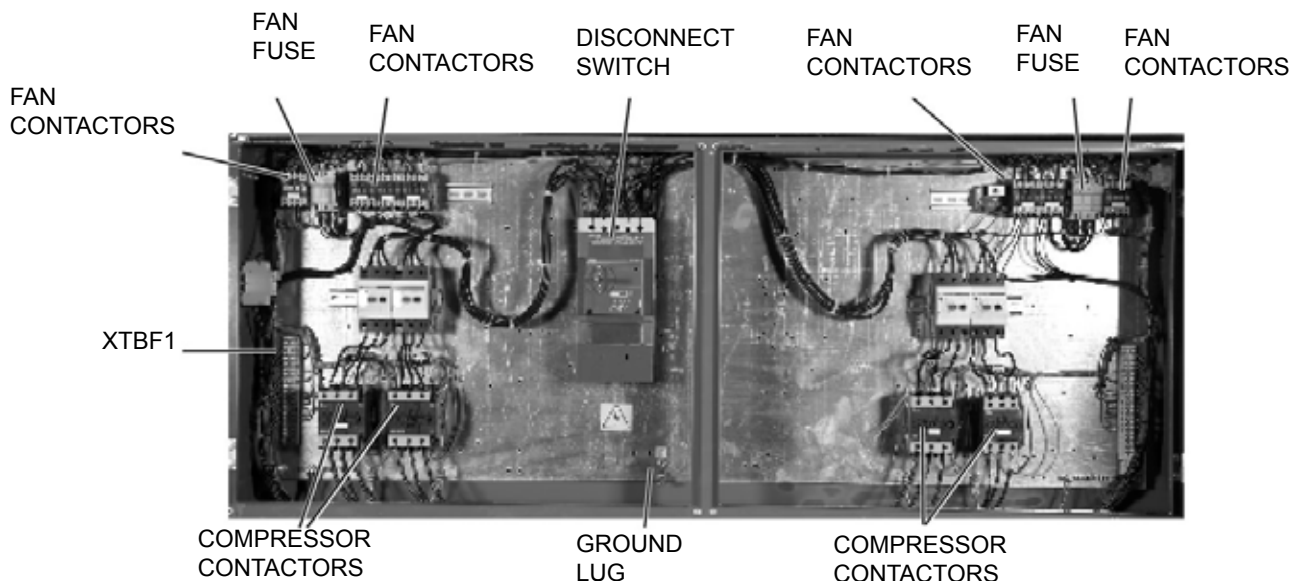 FAN
FUSE
FAN
CONTACTORS
DISCONNECT
SWITCH
FAN
CONTACTORS
FAN
FUSE
FAN
CONTACTORS
FAN
CONTACTORS
XTBF1
COMPRESSOR
CONTACTORS
GROUND
LUG
COMPRESSOR
CONTACTORS